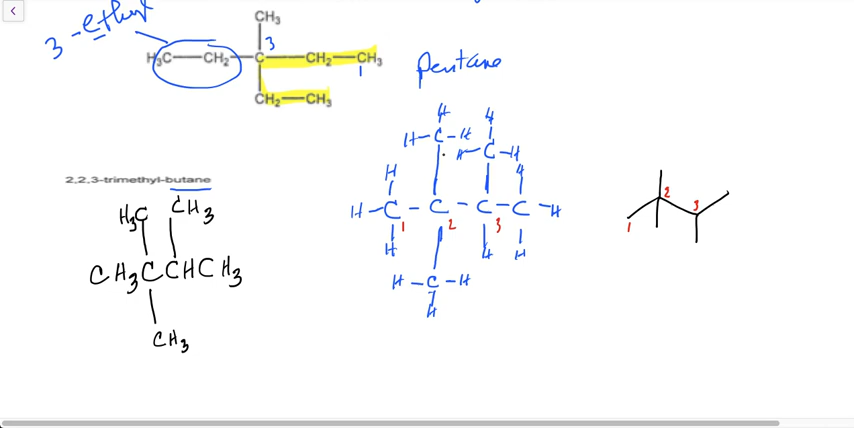 3-ethyl
CH₃
3
H₃C—CH₂—C—CH₂—CH₃
1
CH₂—CH₃
pentane
2,2,3-trimethyl-butane
H₃C CH₃
CH₃CCHCH₃
CH₃
H H
H-C-H H-C-H
H H
H-C-C-C-C-H
1 2 3
H H H
H-C-H
H
2
3
1